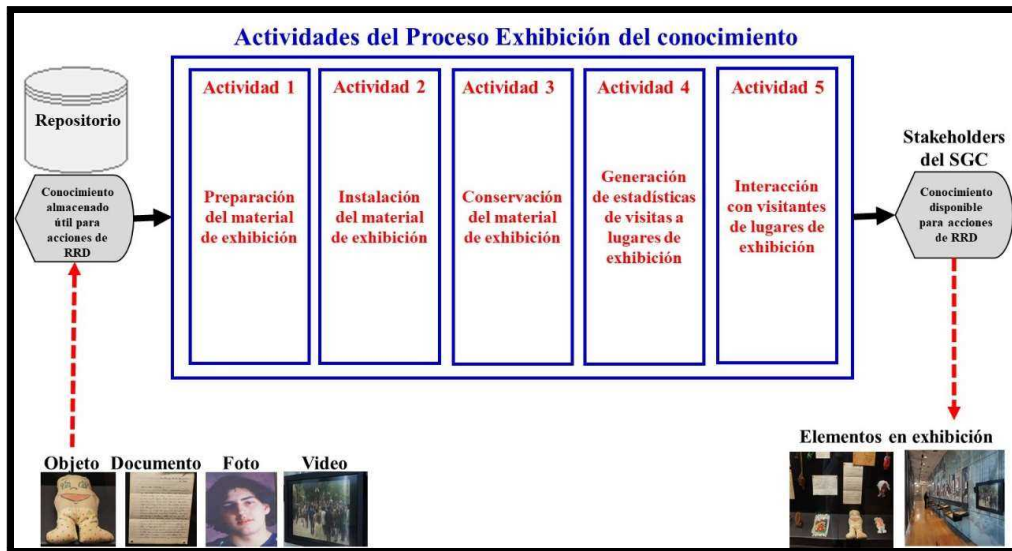 Actividades del Proceso Exhibición del conocimiento
Repositorio
Conocimiento
almacenado
útil para
acciones de
RRD
Actividad 1
Preparación
del material
de exhibición
Actividad 2
Instalación
del material
de exhibición
Actividad 3
Conservación
del material
de exhibición
Actividad 4
Generación
de estadísticas
de visitas a
lugares de
exhibición
Actividad 5
Interacción
con visitantes
de lugares de
exhibición
Stakeholders
del SGC
Conocimiento
disponible
para acciones
de RRD
Objeto Documento Foto Video
Elementos en exhibición